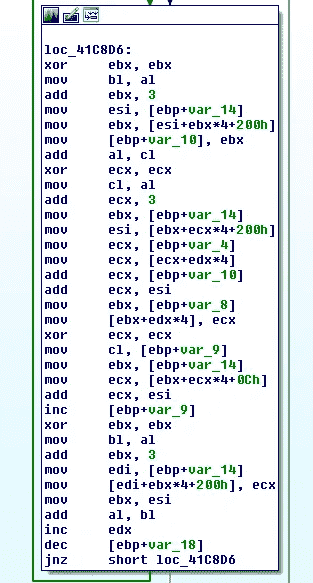 loc_41C8D6:
xor ebx, ebx
mov bl, al
add ebx, 3
mov esi, [ebp+var_14]
mov ebx, [esi+ebx*4+200h]
mov [ebp+var_10], ebx
add al, cl
xor ecx, ecx
mov cl, al
add ecx, 3
mov ebx, [ebp+var_14]
mov esi, [ebx+ecx*4+200h]
mov ecx, [ebp+var_4]
mov ecx, [ecx+edx*4]
add ecx, [ebp+var_10]
add ecx, esi
mov ebx, [ebp+var_8]
mov [ebx+edx*4], ecx
xor ecx, ecx
mov cl, [ebp+var_9]
mov ebx, [ebp+var_14]
mov ecx, [ebx+ecx*4+0Ch]
add ecx, esi
inc [ebp+var_9]
xor ebx, ebx
mov bl, al
add ebx, 3
mov edi, [ebp+var_14]
mov [edi+ebx*4+200h], ecx
mov ebx, esi
add al, bl
inc edx
dec [ebp+var_18]
jnz short loc_41C8D6